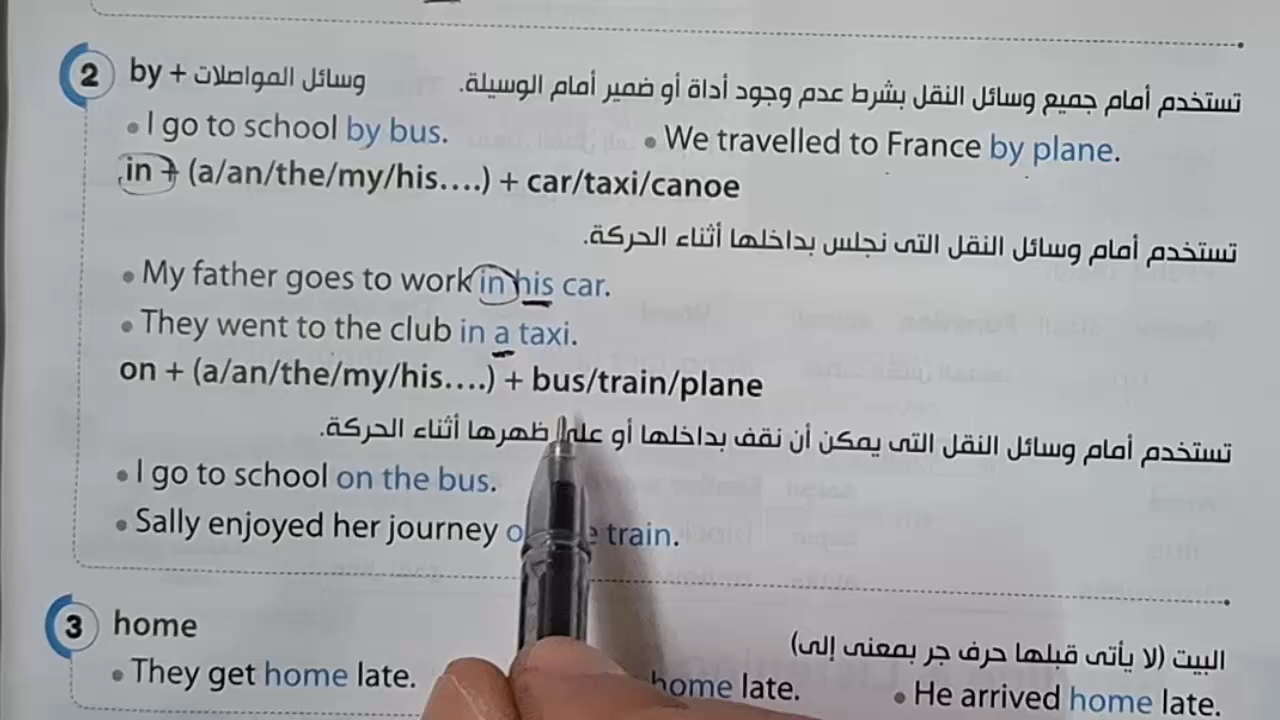 2 by + وسائل المواصلات تستخدم أمام جميع وسائل النقل بشرط عدم وجود أداة أو ضمير أمام الوسيلة.
• I go to school by bus. • We travelled to France by plane.
in + (a/an/the/my/his....) + car/taxi/canoe
تستخدم أمام وسائل النقل التى نجلس بداخلها أثناء الحركة.
• My father goes to work in his car.
• They went to the club in a taxi.
on + (a/an/the/my/his....) + bus/train/plane
تستخدم أمام وسائل النقل التى يمكن أن نقف بداخلها أو على ظهرها أثناء الحركة.
• I go to school on the bus.
• Sally enjoyed her journey train.
3 home البيت (لا يأتى قبلها حرف جر بمعنى إلى)
• They get home late. home late. • He arrived home late.